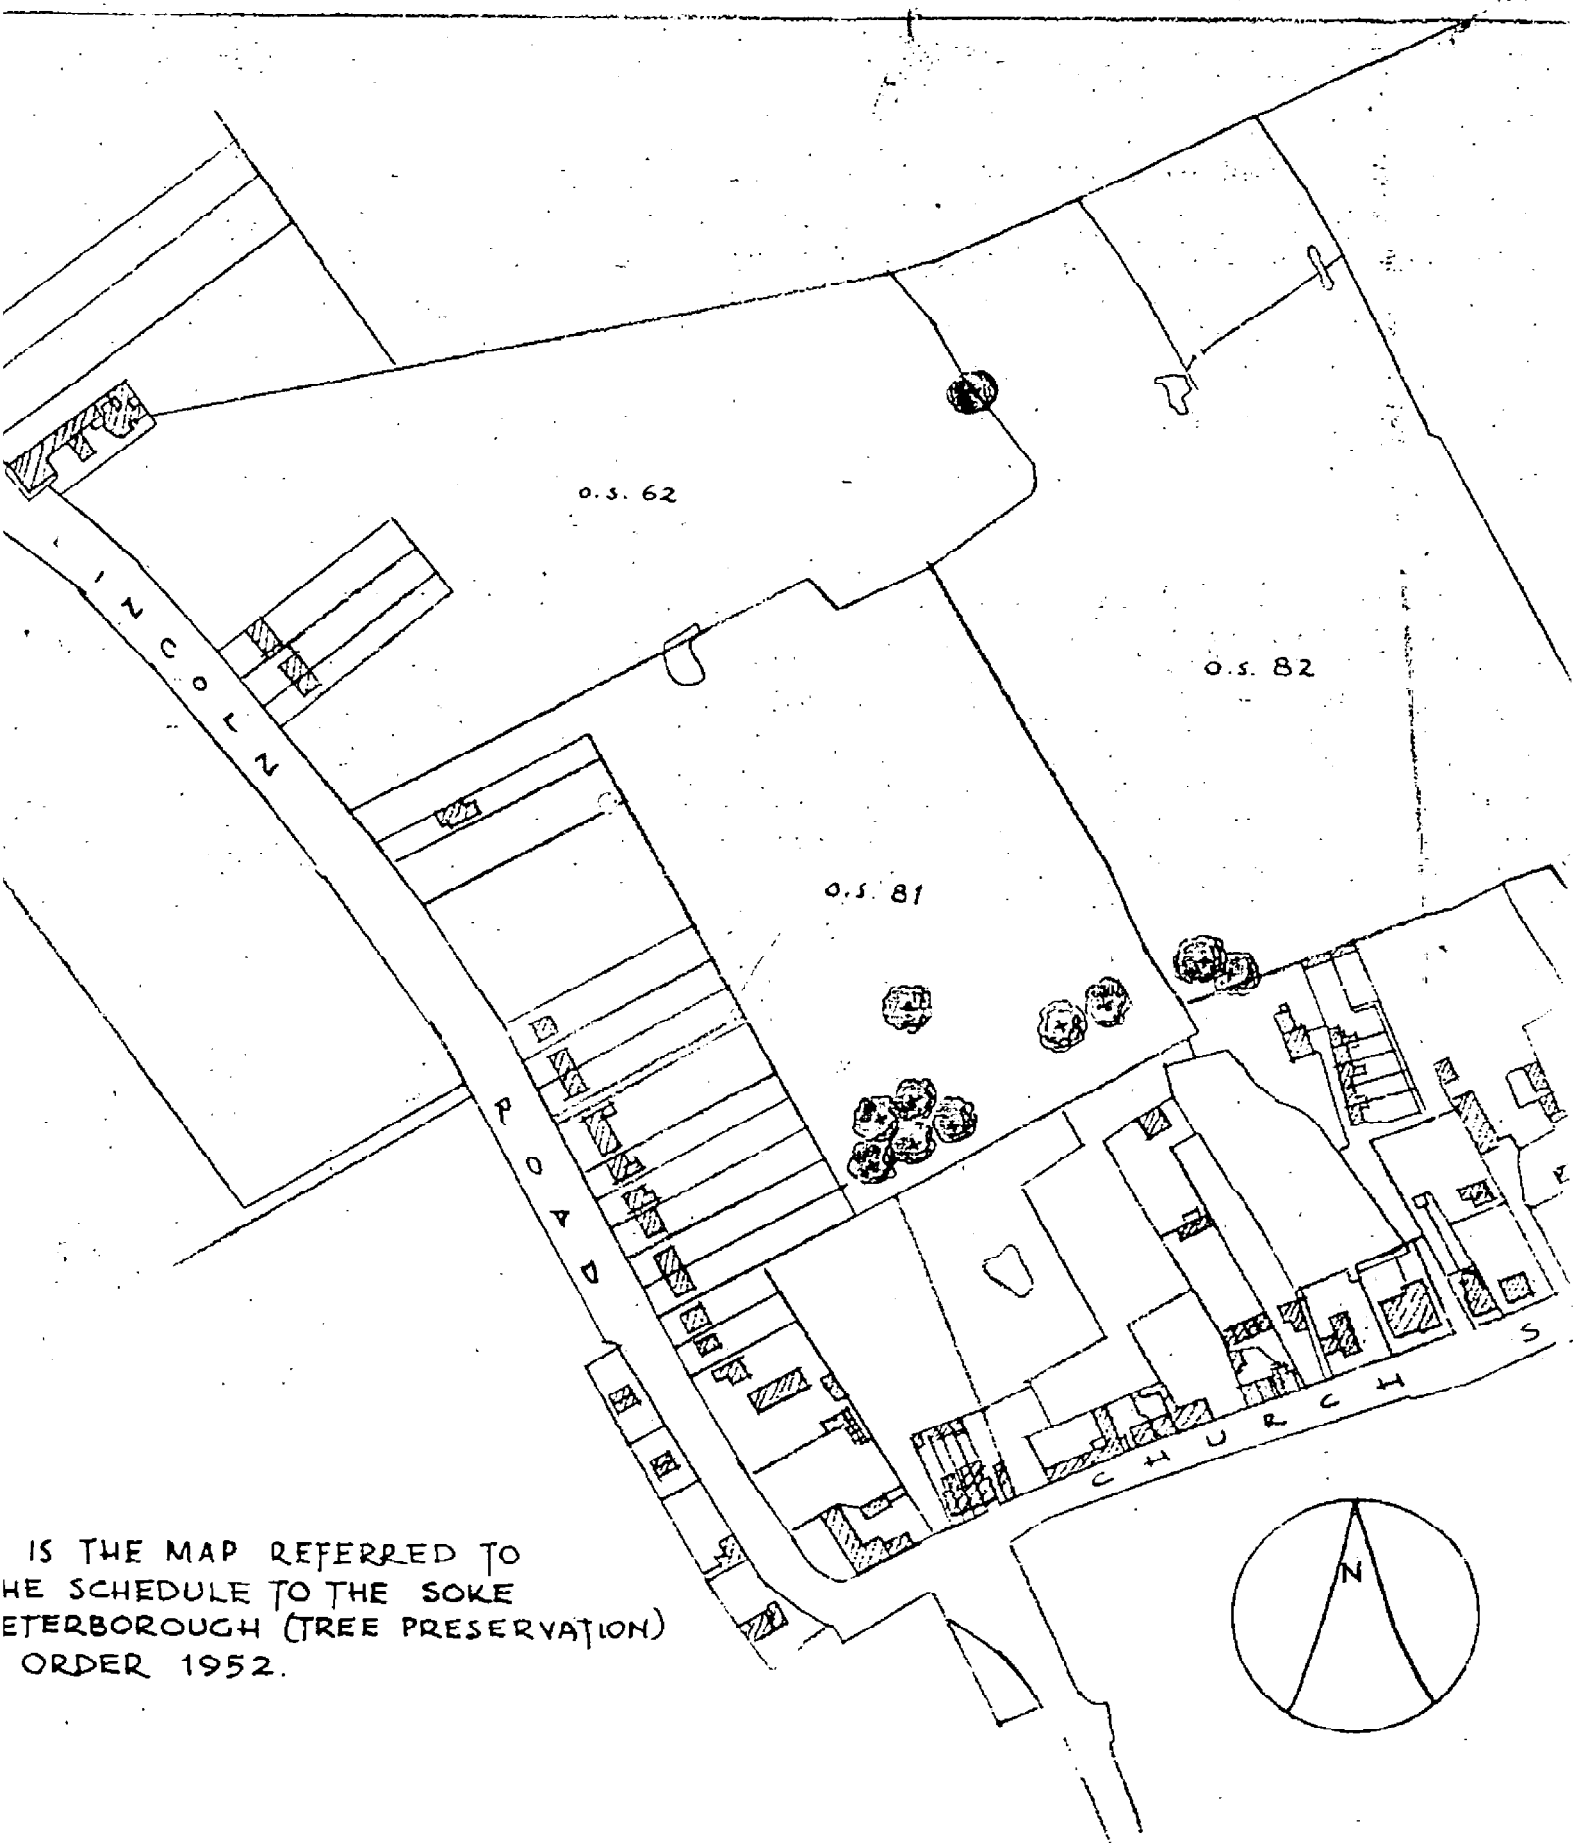 O.S. 62
O.S. 82
O.S. 81
INCOLN
ROAD
CHURCH S
N
IS THE MAP REFERRED TO
HE SCHEDULE TO THE SOKE
ETERBOROUGH (TREE PRESERVATION)
ORDER 1952.